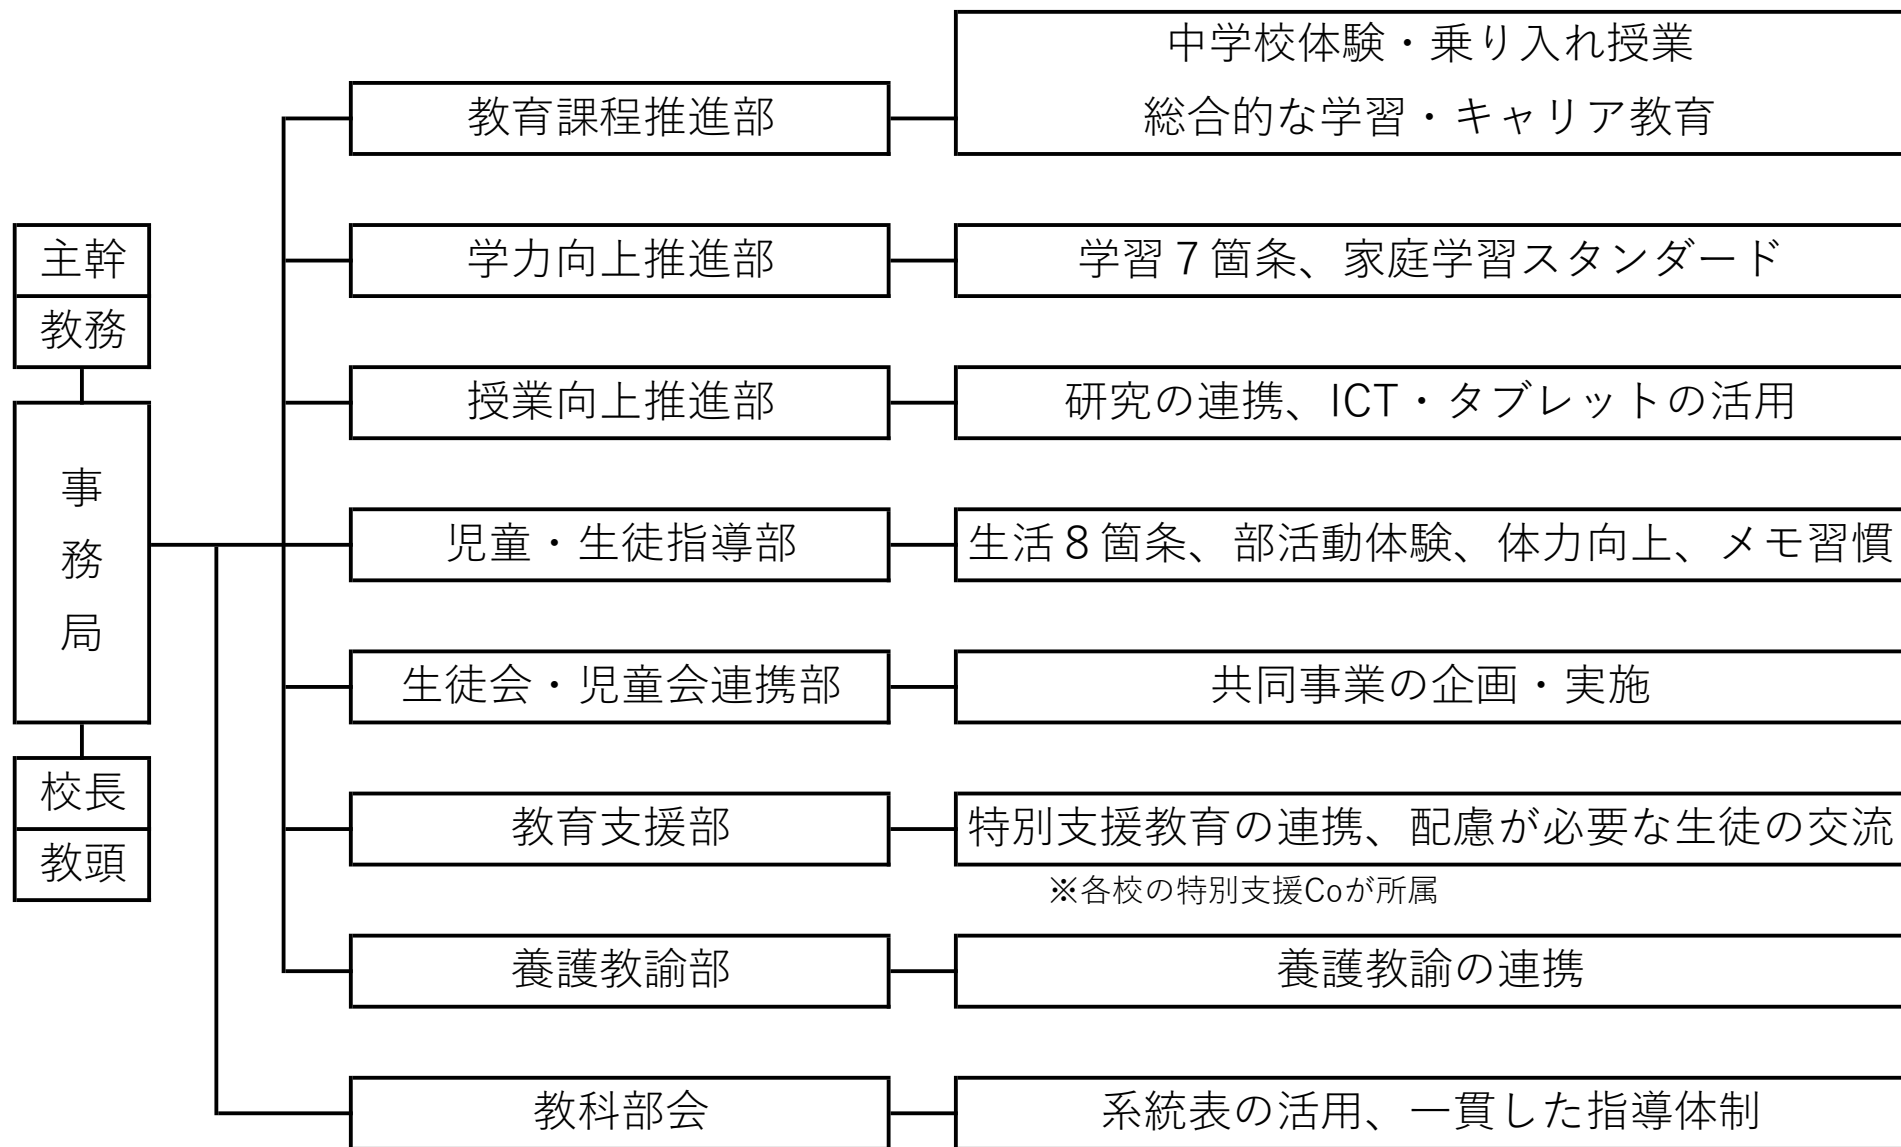 中学校体験・乗り入れ授業
教育課程推進部
総合的な学習・キャリア教育
主幹
学力向上推進部
学習７箇条、家庭学習スタンダード
教務
授業向上推進部
研究の連携、ICT・タブレットの活用
事務局
児童・生徒指導部
生活８箇条、部活動体験、体力向上、メモ習慣
生徒会・児童会連携部
共同事業の企画・実施
校長
教頭
教育支援部
特別支援教育の連携、配慮が必要な生徒の交流
※各校の特別支援Coが所属
養護教諭部
養護教諭の連携
教科部会
系統表の活用、一貫した指導体制